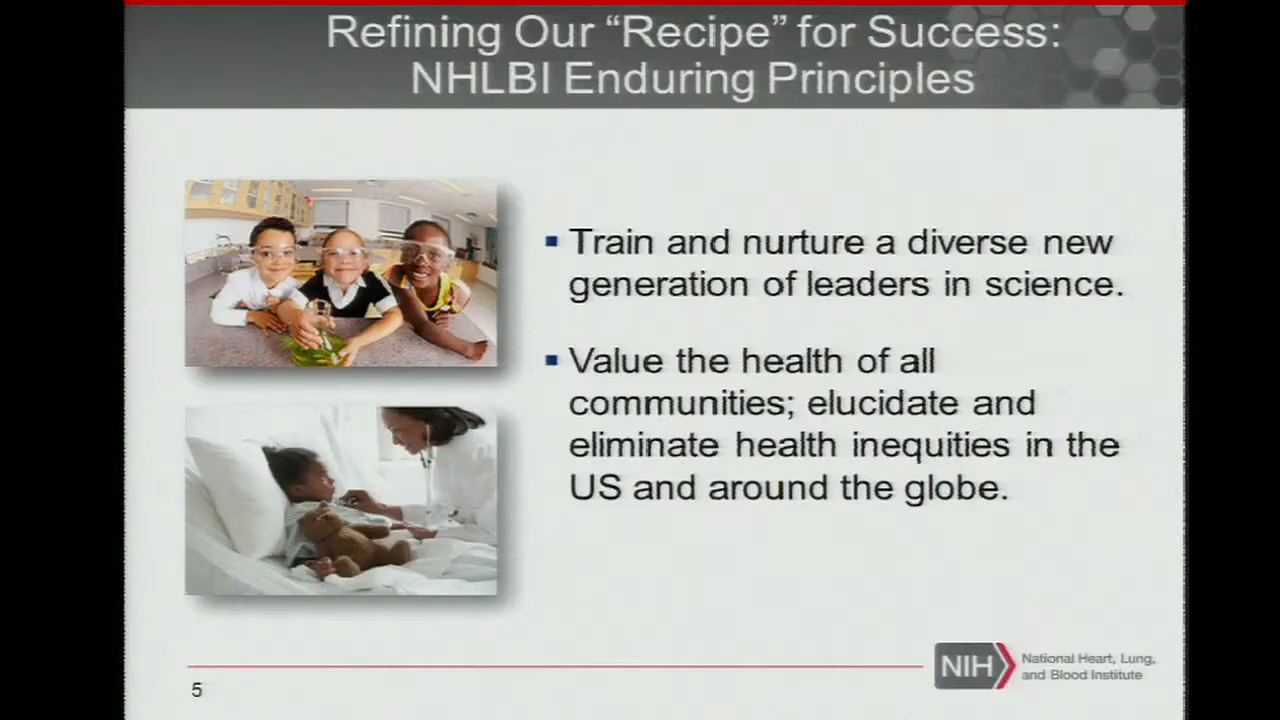 Refining Our “Recipe” for Success:
NHLBI Enduring Principles
Train and nurture a diverse new
generation of leaders in science.
Value the health of all
communities; elucidate and
eliminate health inequities in the
US and around the globe.
5
NIH
National Heart, Lung,
and Blood Institute